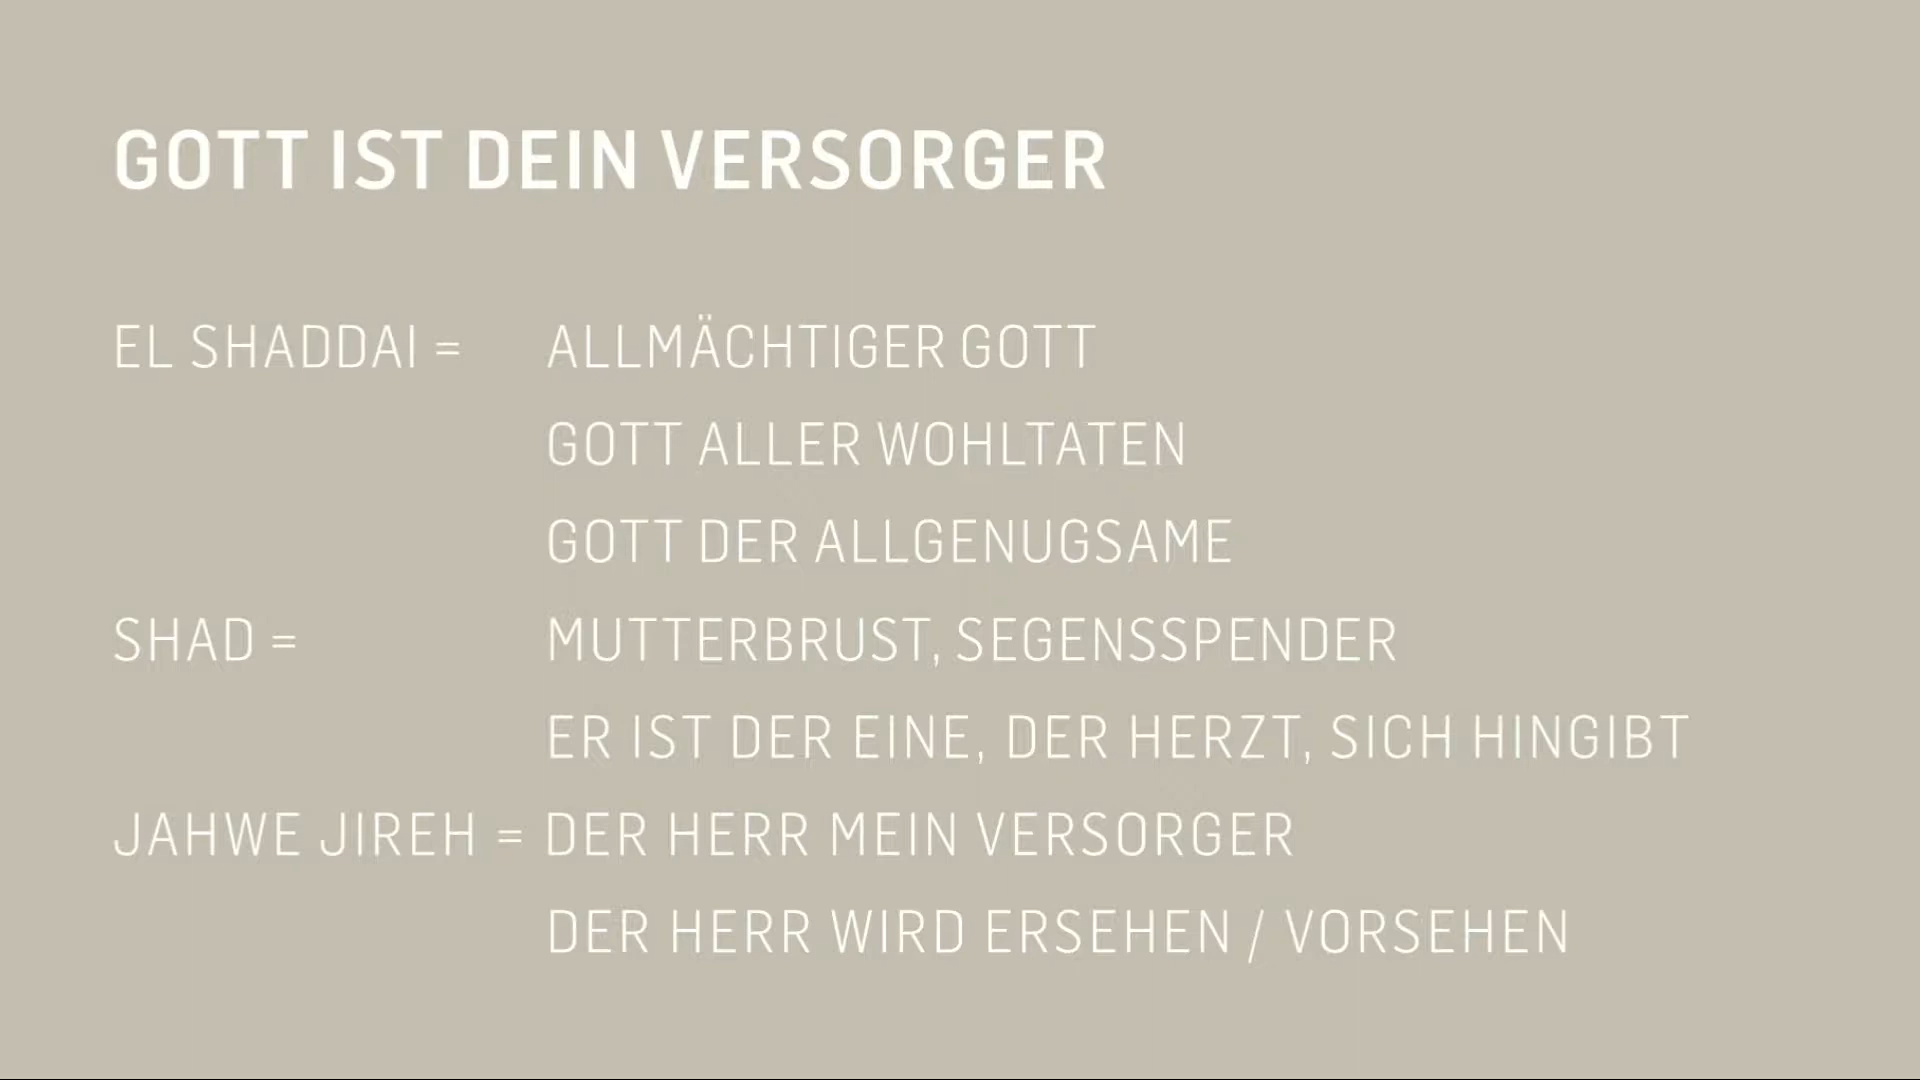 GOTT IST DEIN VERSORGER
EL SHADDAI = ALLMÄCHTIGER GOTT
GOTT ALLER WOHLTATEN
GOTT DER ALLGENUGSAME
SHAD = MUTTERBRUST, SEGENSSPENDER
ER IST DER EINE, DER HERZT, SICH HINGIBT
JAHWE JIREH = DER HERR MEIN VERSORGER
DER HERR WIRD ERSEHEN / VORSEHEN